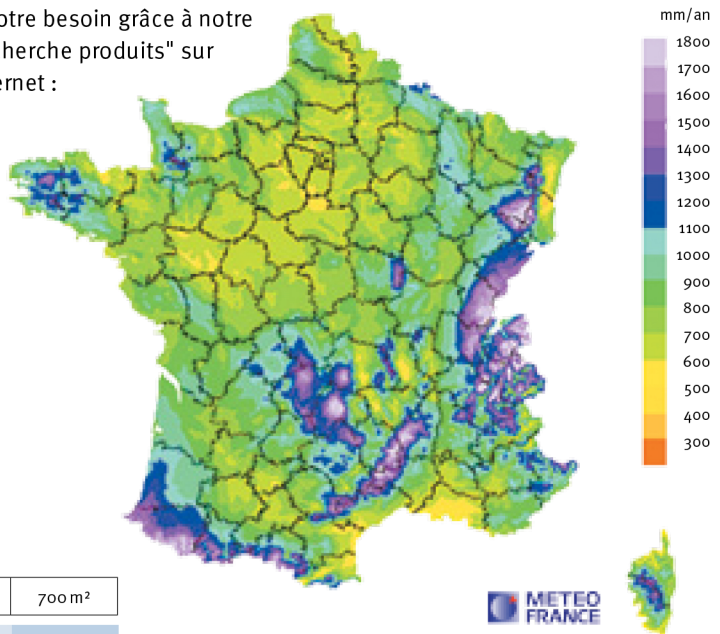 otre besoin grâce à notre
herche produits" sur
ernet :
mm/an
1800
1700
1600
1500
1400
1300
1200
1100
1000
900
800
700
600
500
400
300
700 m²
METEO
FRANCE